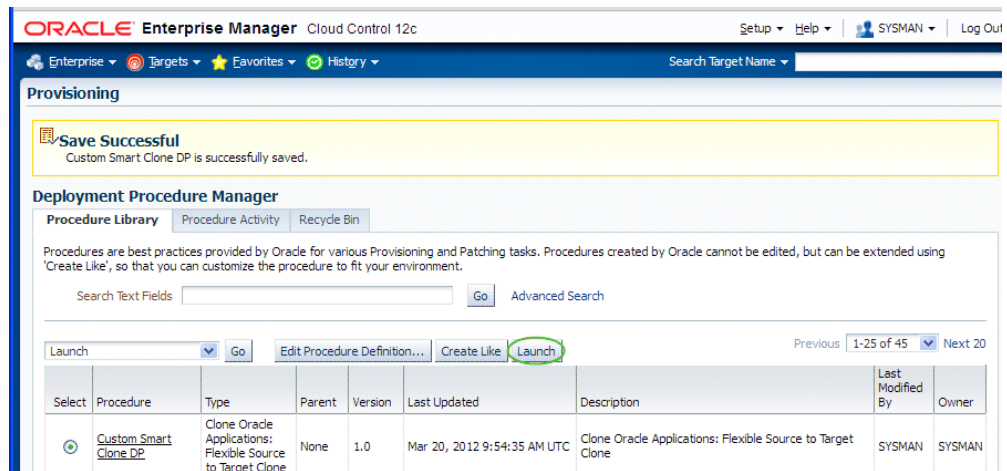 ORACLE Enterprise Manager Cloud Control 12c
Setup Help SYSMAN Log Out
Enterprise Targets Favorites History Search Target Name
Provisioning
Save Successful
Custom Smart Clone DP is successfully saved.
Deployment Procedure Manager
Procedure Library Procedure Activity Recycle Bin
Procedures are best practices provided by Oracle for various Provisioning and Patching tasks. Procedures created by Oracle cannot be edited, but can be extended using
'Create Like', so that you can customize the procedure to fit your environment.
Search Text Fields Go Advanced Search
Launch Go Edit Procedure Definition... Create Like Launch Previous 1-25 of 45 Next 20
Select Procedure Type Parent Version Last Updated Description Last Modified By Owner
Custom Smart Clone DP Clone Oracle Applications: Flexible Source to Target Clone None 1.0 Mar 20, 2012 9:54:35 AM UTC Clone Oracle Applications: Flexible Source to Target Clone SYSMAN SYSMAN